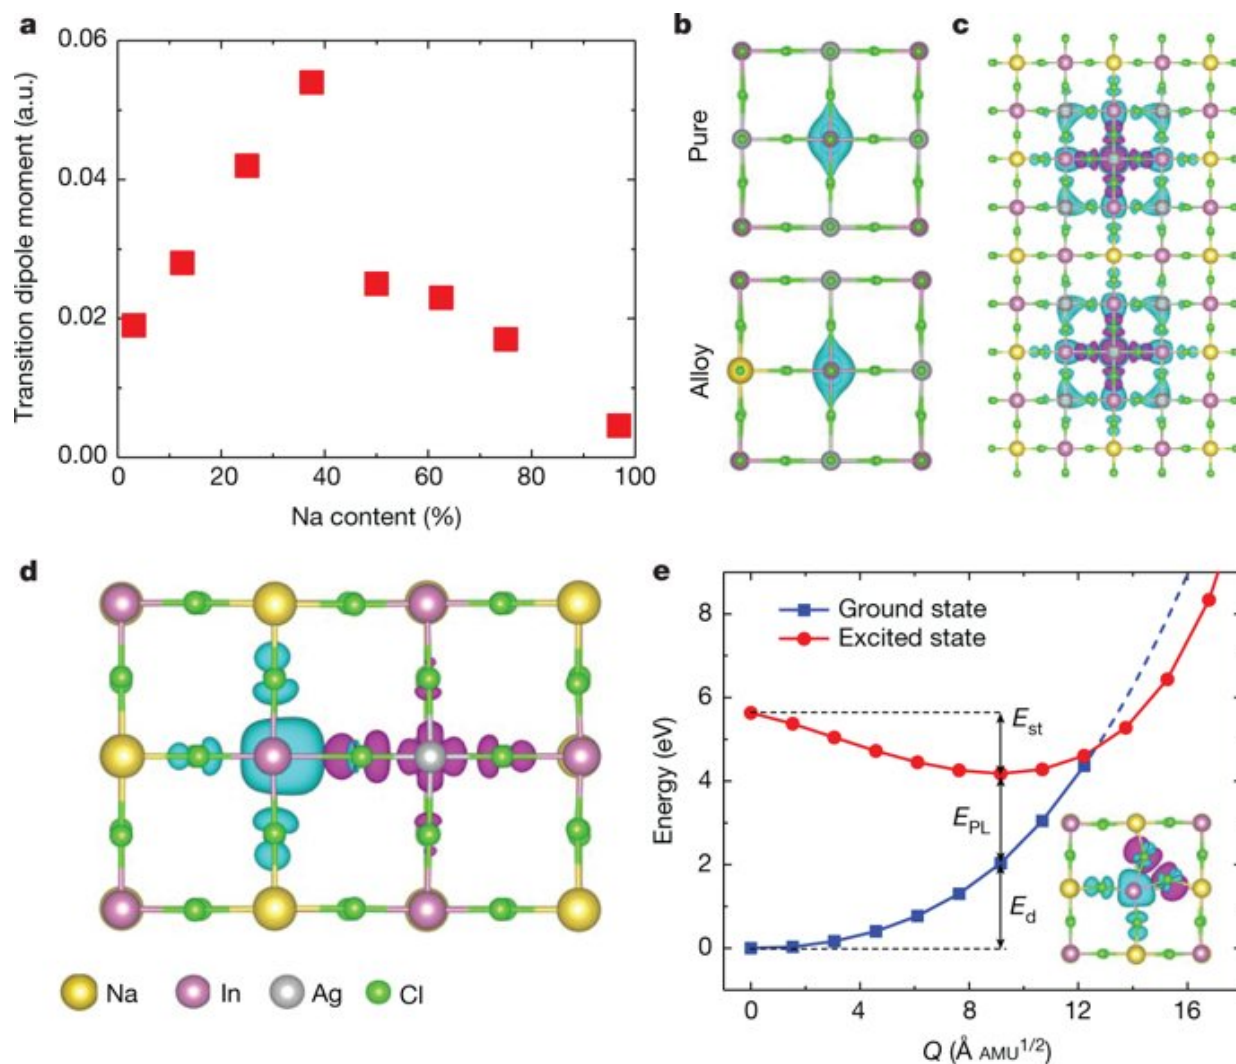 a
0.06
0.04
0.02
0.00
0 20 40 60 80 100
Na content (%)
Transition dipole moment (a.u.)
b
Pure
Alloy
c
d
Na In Ag Cl
e
Ground state
Excited state
8
6
4
2
0
Energy (eV)
E_st
E_PL
E_d
0 4 8 12 16
Q (Å AMU^1/2)